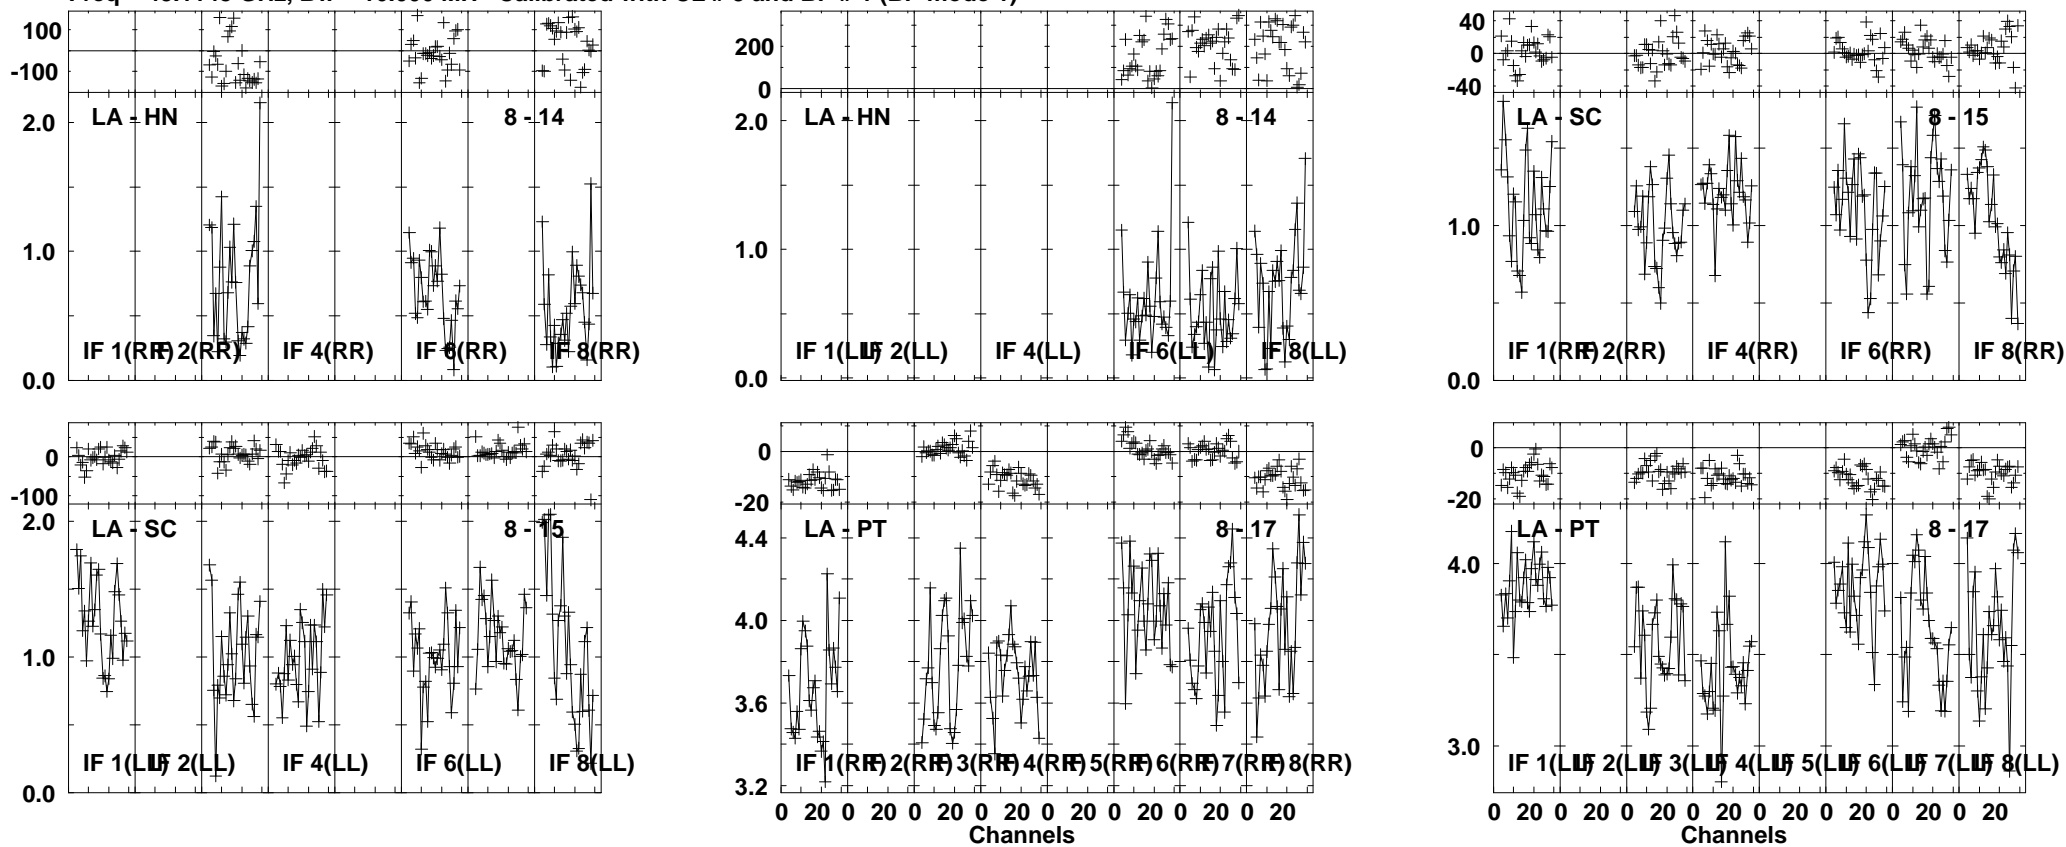 100
-100
LA - HN
8 - 14
2.0
1.0
0.0
IF 1(RR)
IF 2(RR)
IF 4(RR)
IF 6(RR)
IF 8(RR)
200
0
LA - HN
8 - 14
2.0
1.0
0.0
IF 1(LL)
IF 2(LL)
IF 4(LL)
IF 6(LL)
IF 8(LL)
40
0
-40
LA - SC
8 - 15
1.0
0.0
IF 1(RR)
IF 2(RR)
IF 4(RR)
IF 6(RR)
IF 8(RR)
0
-100
LA - SC
8 - 15
2.0
1.0
0.0
IF 1(LL)
IF 2(LL)
IF 4(LL)
IF 6(LL)
IF 8(LL)
0
-20
LA - PT
8 - 17
4.4
4.0
3.6
3.2
IF 1(RR)
IF 2(RR)
IF 3(RR)
IF 4(RR)
IF 5(RR)
IF 6(RR)
IF 7(RR)
IF 8(RR)
0 20 0 20 0 20 0 20 0 20 0 20 0 20 0 20
Channels
0
-20
LA - PT
8 - 17
4.0
3.0
IF 1(LL)
IF 2(LL)
IF 3(LL)
IF 4(LL)
IF 5(LL)
IF 6(LL)
IF 7(LL)
IF 8(LL)
0 20 0 20 0 20 0 20 0 20 0 20 0 20 0 20
Channels